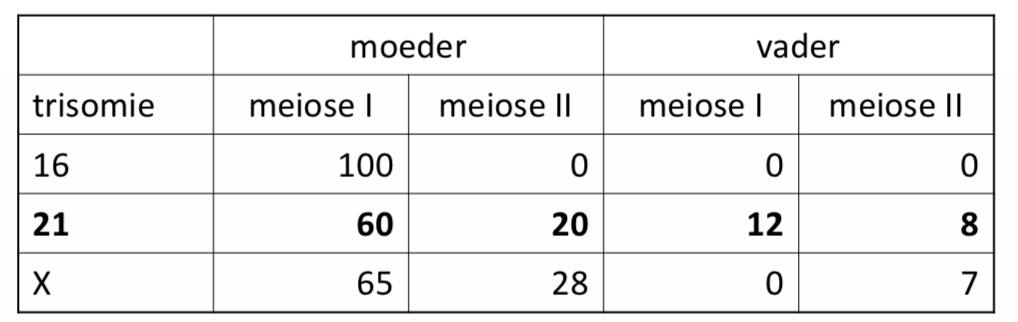 moeder vader
trisomie meiose I meiose II meiose I meiose II
16 100 0 0 0
21 60 20 12 8
X 65 28 0 7